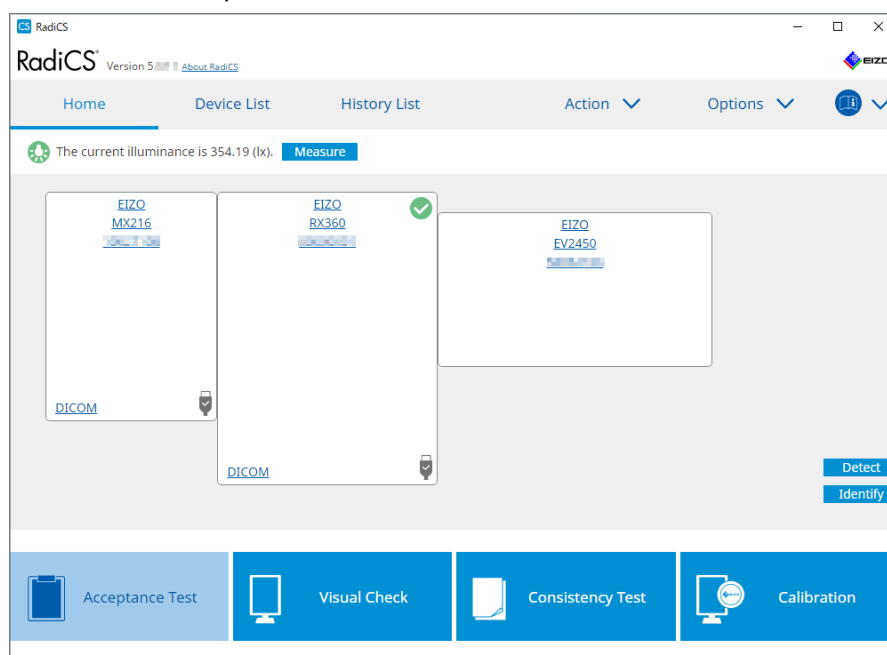 CS RadiCS
RadiCS® Version 5. About RadiCS
EIZO
Home Device List History List Action Options
The current illuminance is 354.19 (lx). Measure
EIZO
MX216
DICOM
EIZO
RX360
DICOM
EIZO
EV2450
Detect
Identify
Acceptance Test Visual Check Consistency Test Calibration